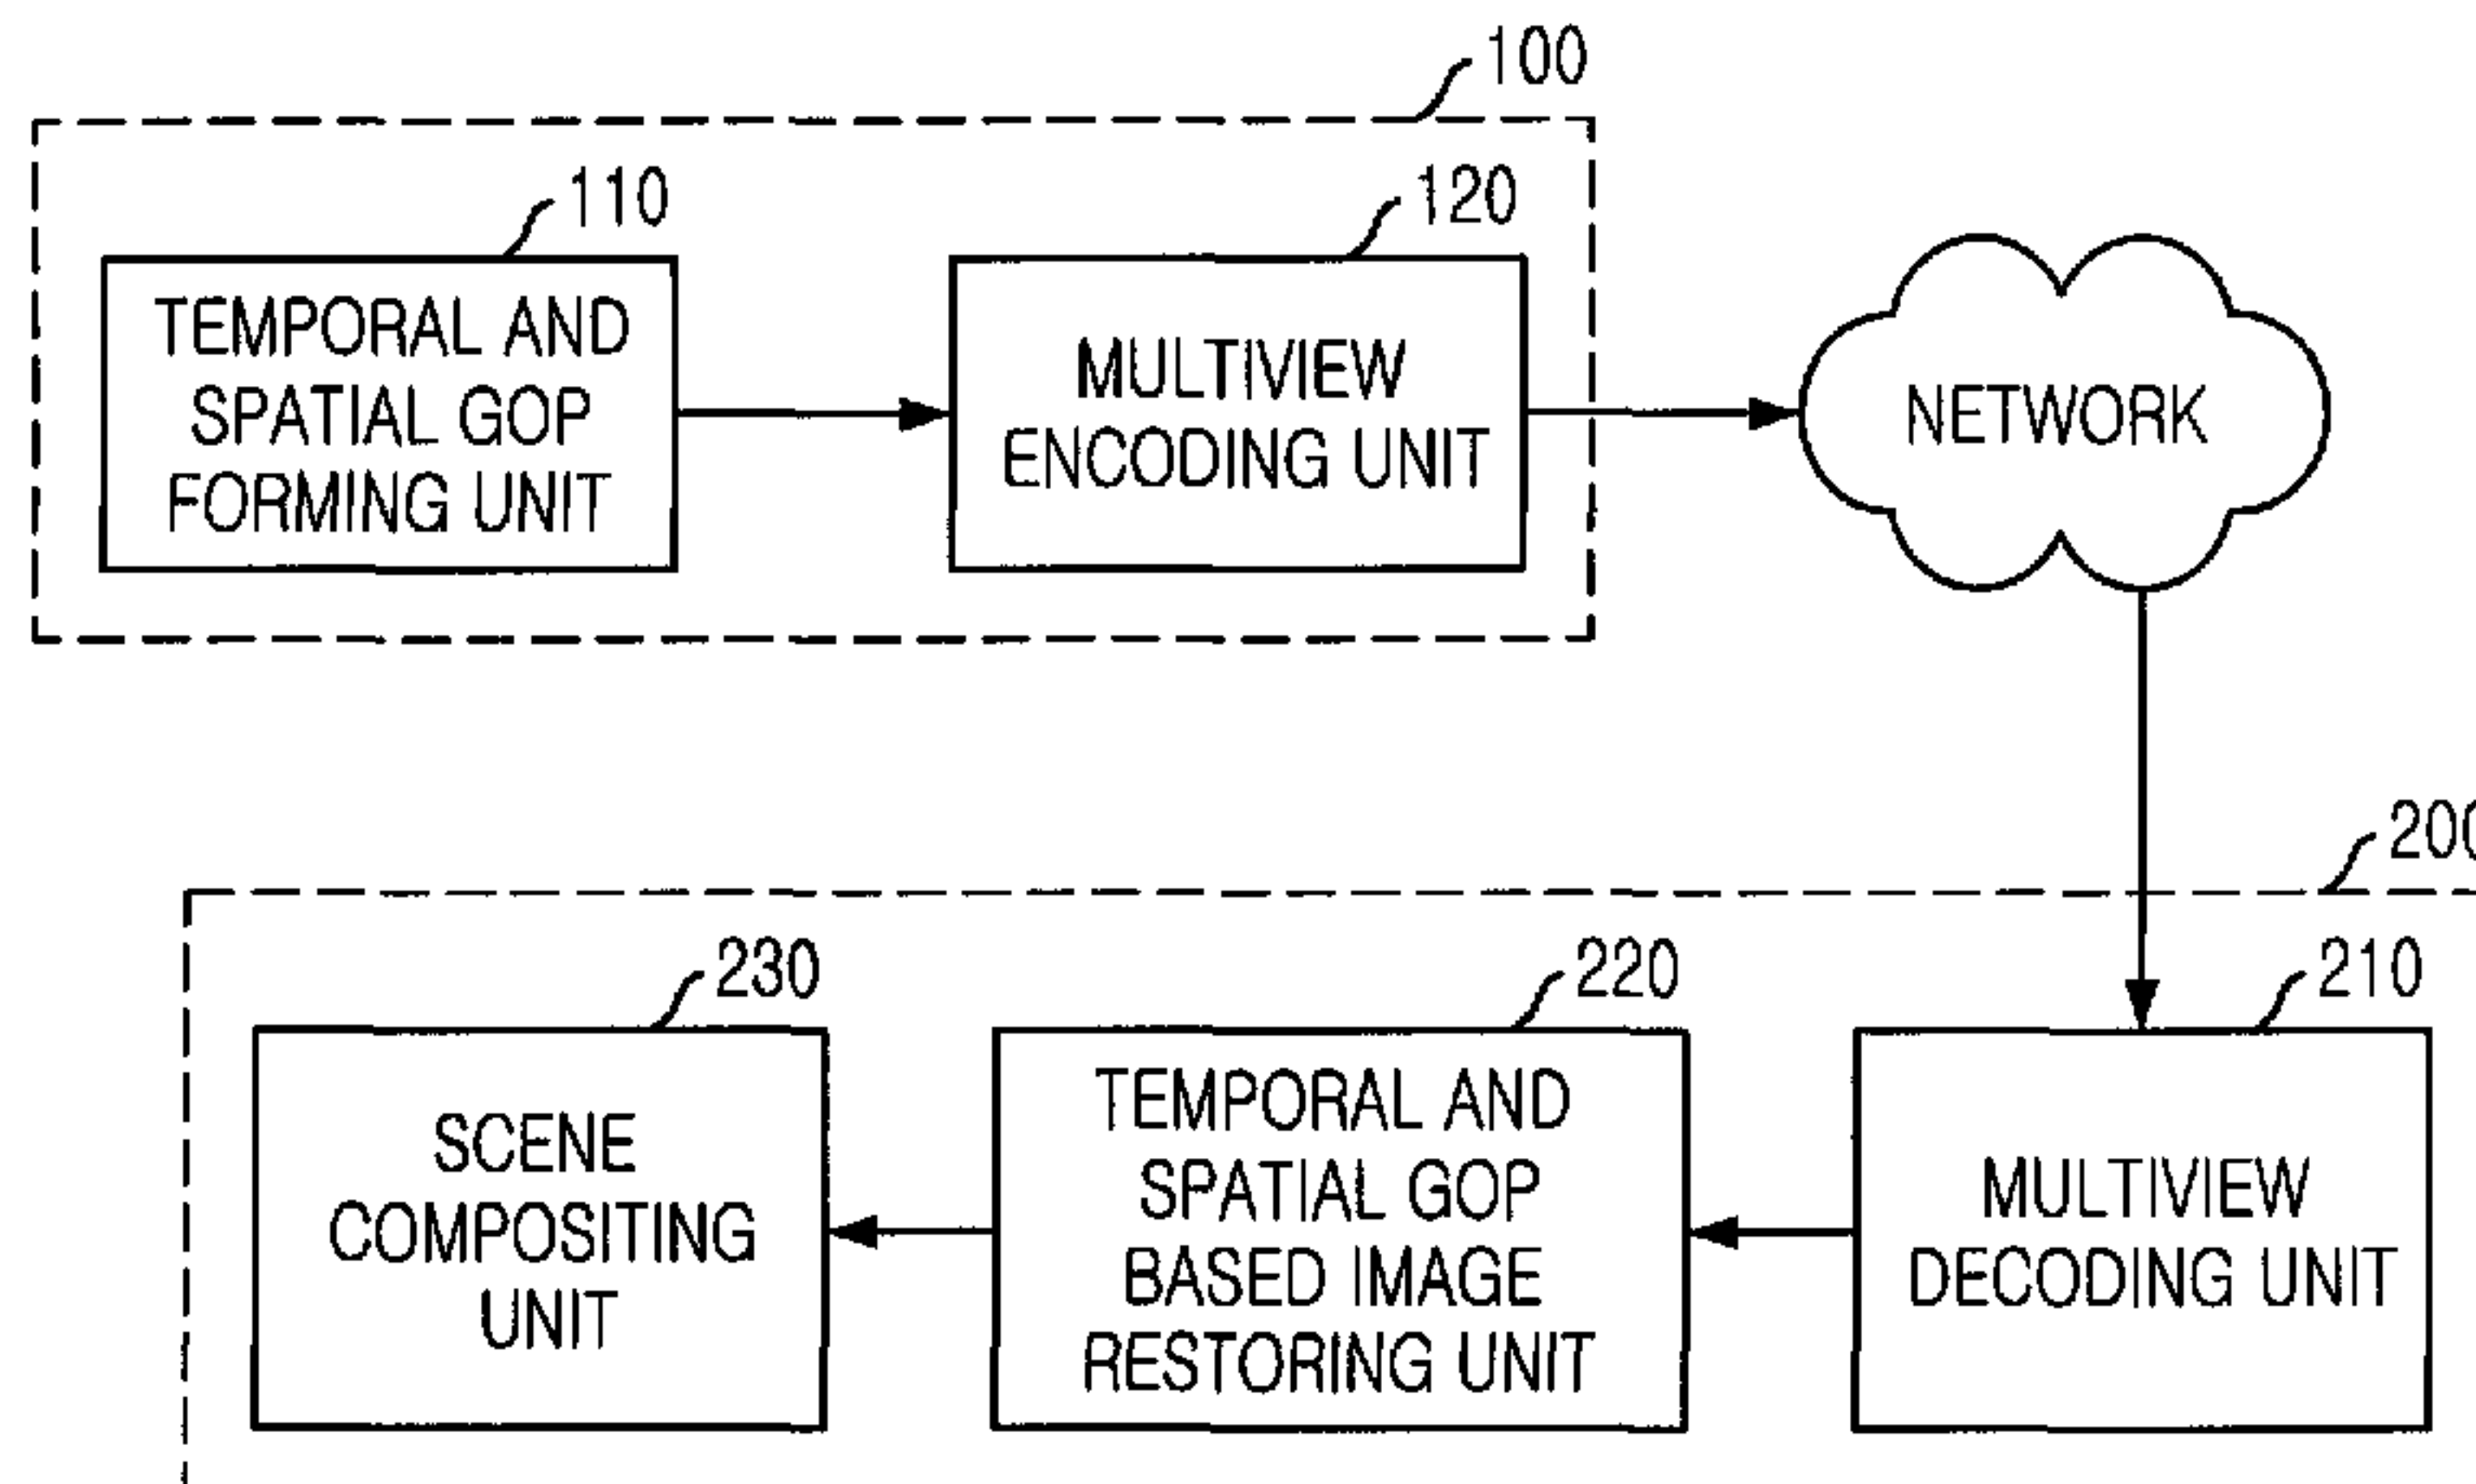 100
110
120
TEMPORAL AND
SPATIAL GOP
FORMING UNIT
MULTIVIEW
ENCODING UNIT
NETWORK
200
230
220
210
SCENE
COMPOSITING
UNIT
TEMPORAL AND
SPATIAL GOP
BASED IMAGE
RESTORING UNIT
MULTIVIEW
DECODING UNIT